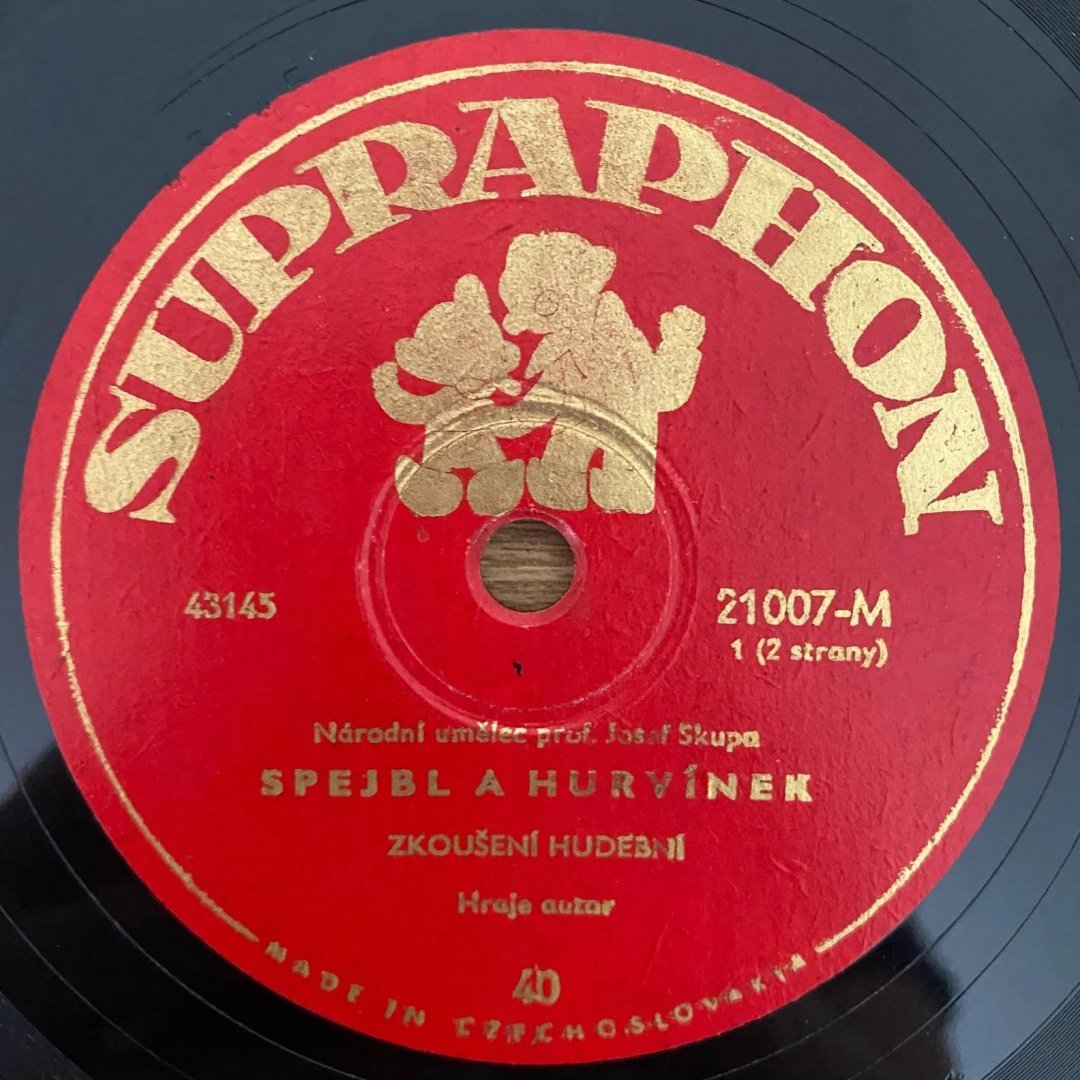 SUPRAPHON
43145
21007-M
1 (2 strany)
Národní umělec prof. Josef Skupa
SPEJBL A HURVÍNEK
ZKOUŠENÍ HUDEBNÍ
Hraje autor
40
MADE IN CZECHOSLOVAKIA